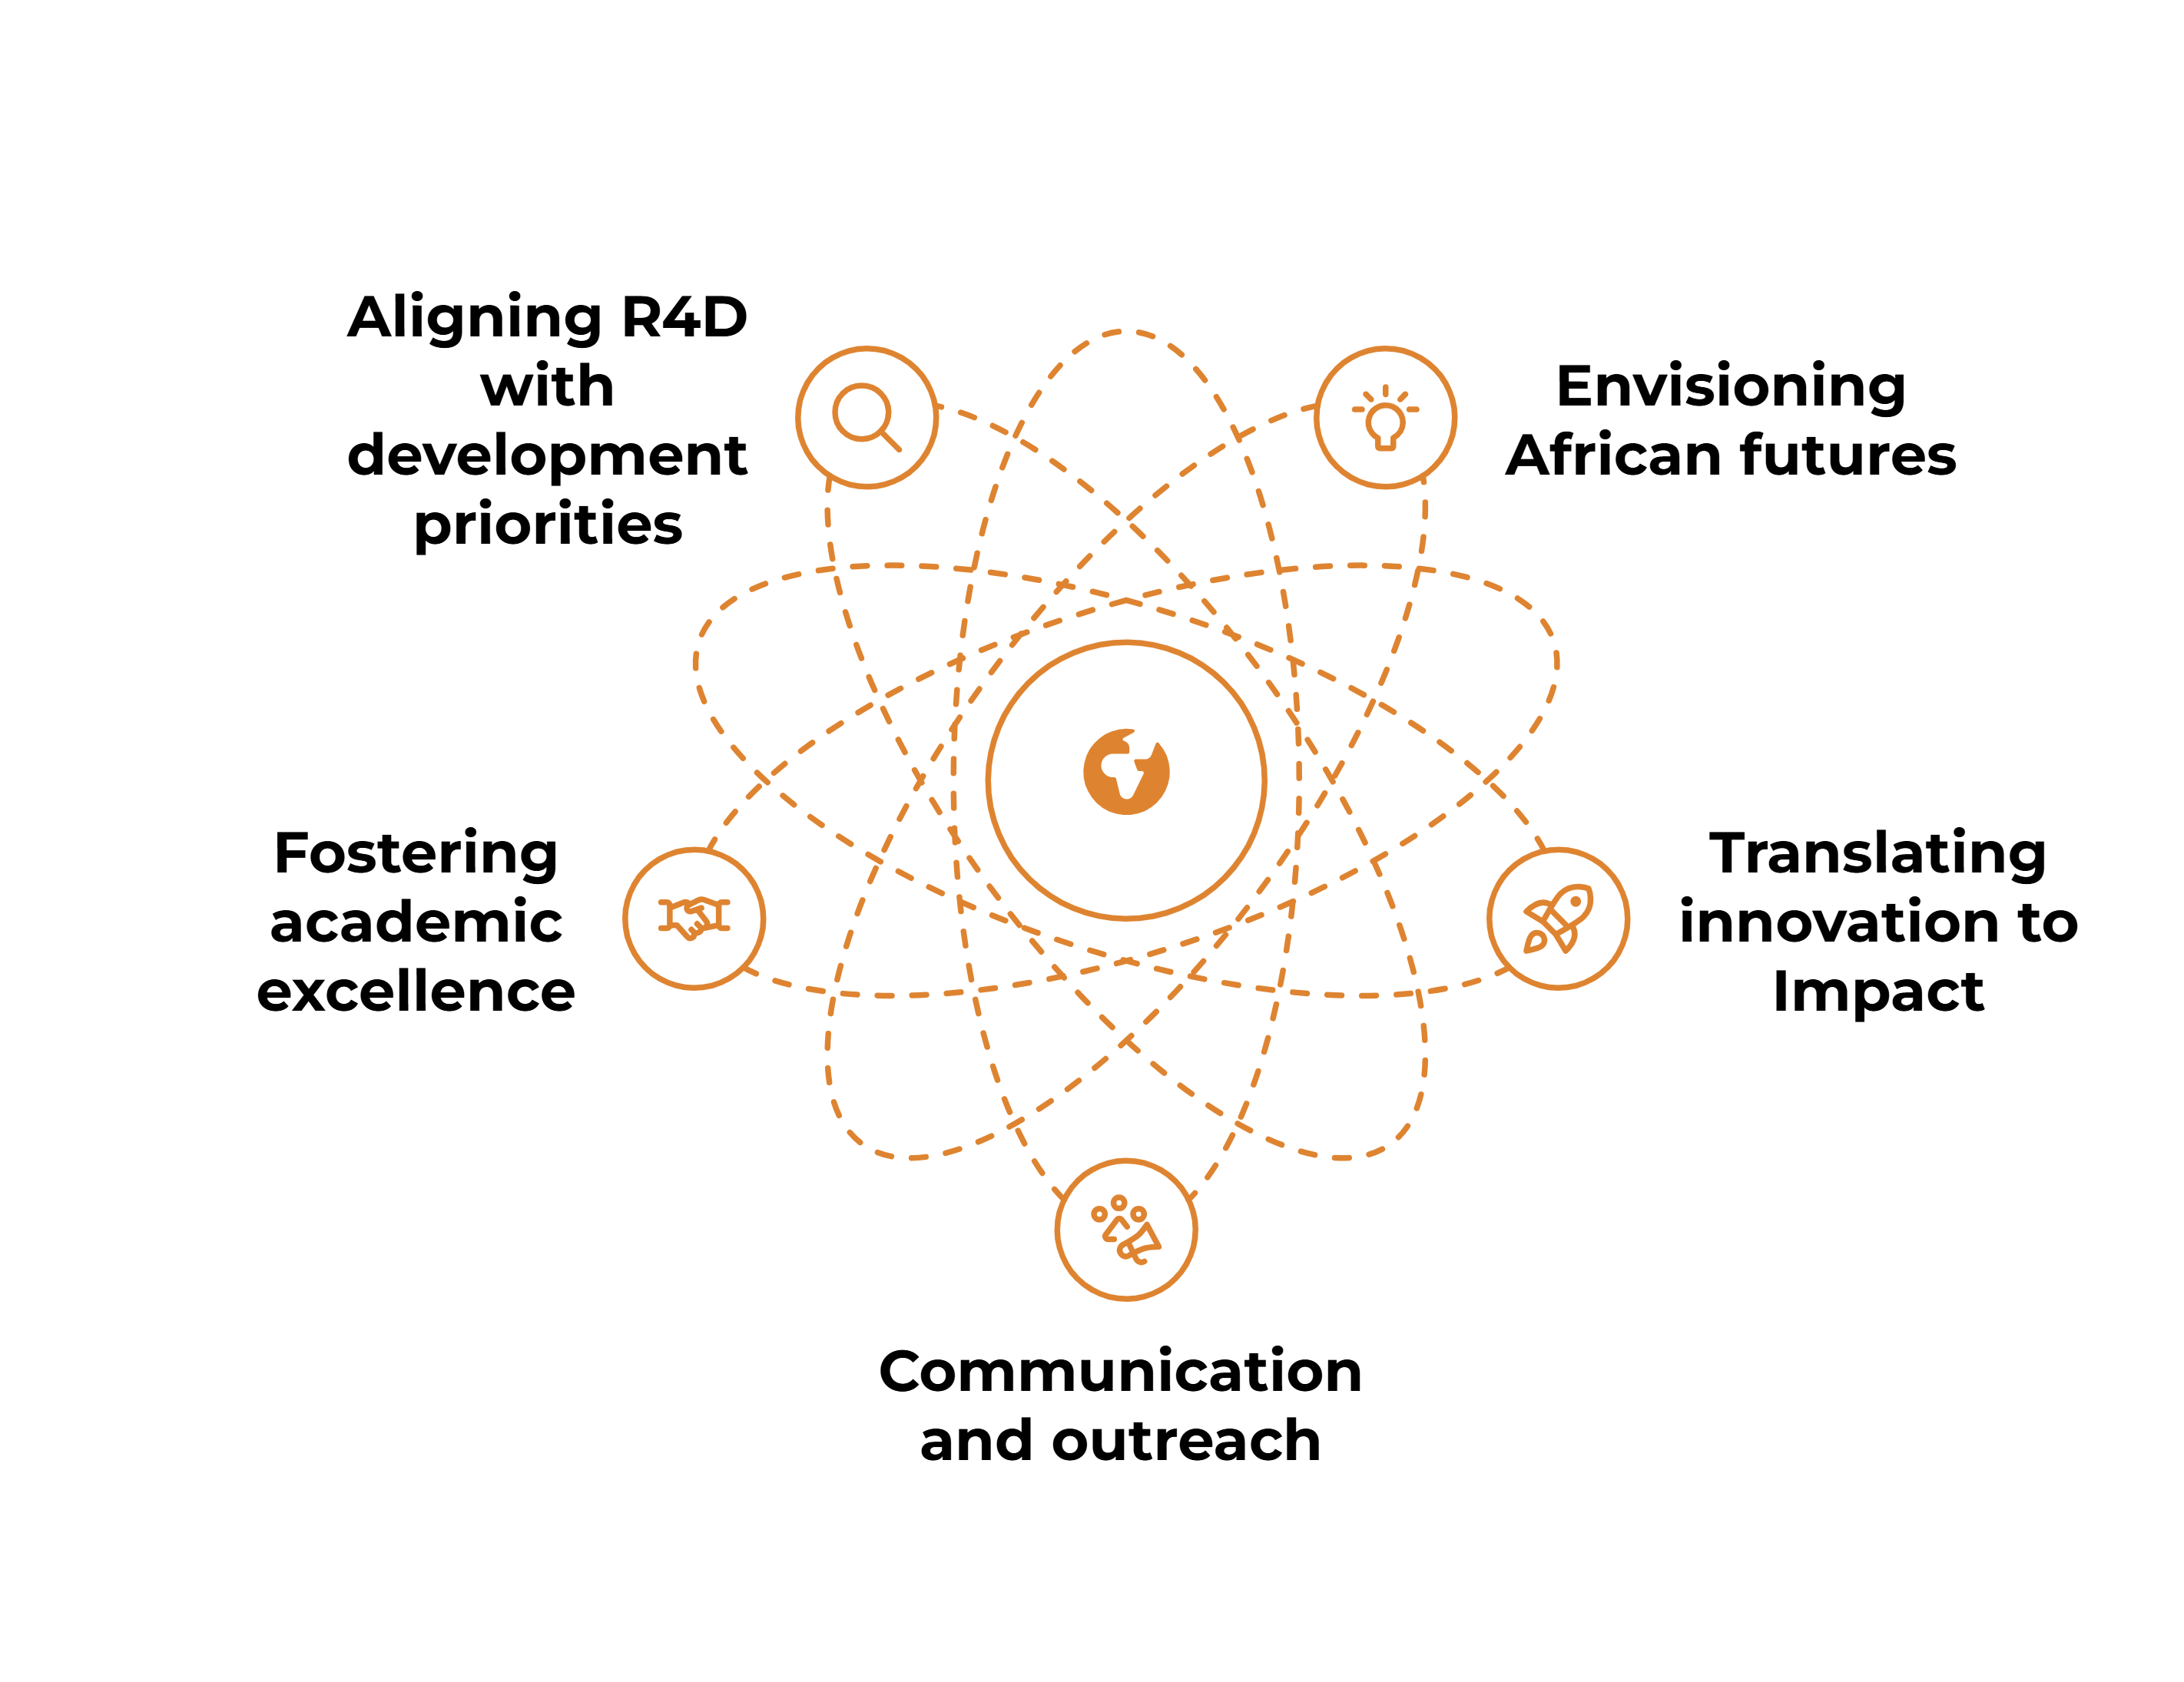 Aligning R4D
with
development
priorities
Envisioning
African futures
Fostering
academic
excellence
Translating
innovation to
Impact
Communication
and outreach